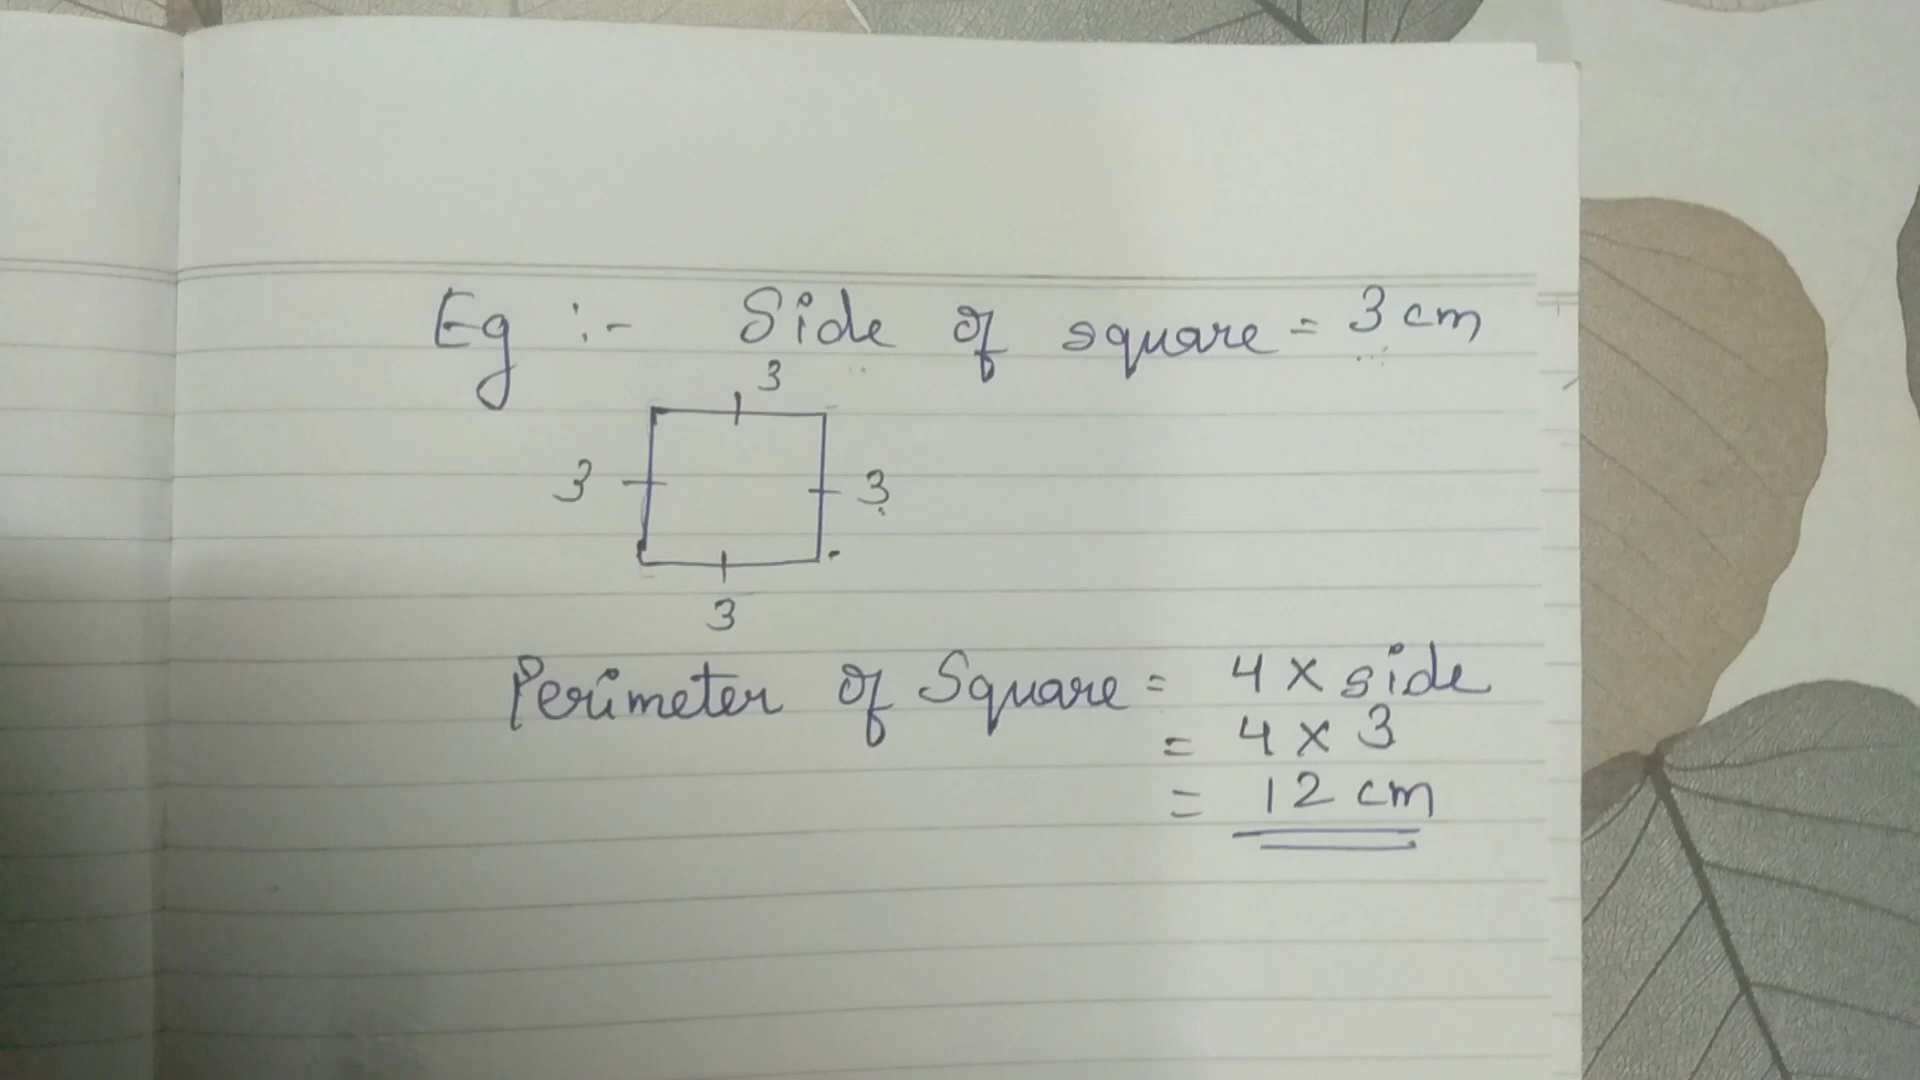 Eg :- Side of square = 3 cm
3
3 3
3
Perimeter of Square = 4 × side
= 4 × 3
= 12 cm